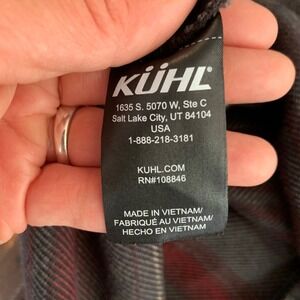 KÜHL
1635 S. 5070 W, Ste C
Salt Lake City, UT 84104
USA
1-888-218-3181
KUHL.COM
RN#108846
MADE IN VIETNAM/
FABRIQUÉ AU VIETNAM/
HECHO EN VIETNAM